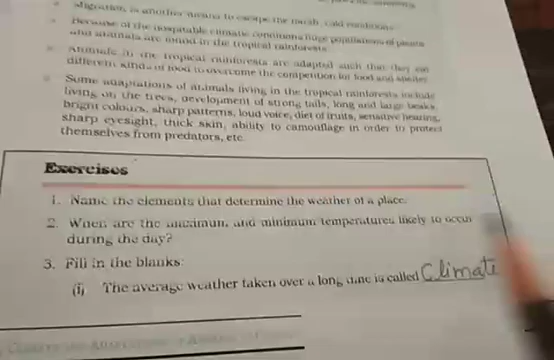 Migration is another means to escape the harsh, cold conditions.
Because of the hospitable climatic conditions huge populations of plants
and animals are found in the tropical rainforests.
Animals in the tropical rainforests are adapted such that they eat
different kinds of food to overcome the competition for food and shelter.
Some adaptations of animals living in the tropical rainforests include
living on the trees, development of strong tails, long and large beaks,
bright colours, sharp patterns, loud voice, diet of fruits, sensitive hearing,
sharp eyesight, thick skin, ability to camouflage in order to protect
themselves from predators, etc.
Exercises
1. Name the elements that determine the weather of a place.
2. When are the maximum and minimum temperatures likely to occur
during the day?
3. Fill in the blanks:
(i) The average weather taken over a long time is called Climate